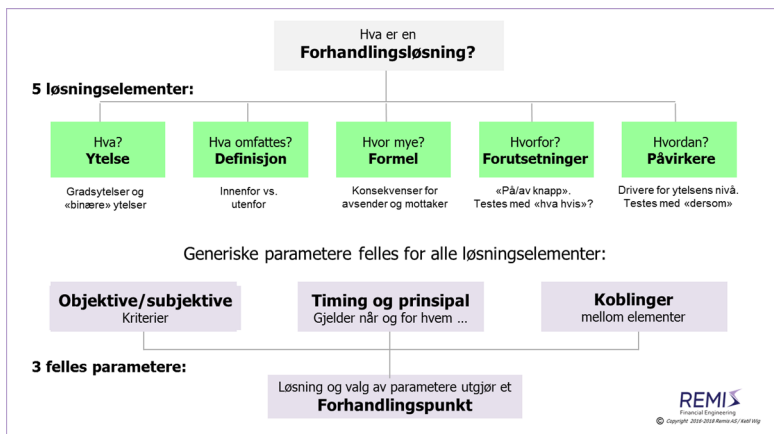 Hva er en
Forhandlingsløsning?
5 løsningselementer:
Hva?
Ytelse
Hva omfattes?
Definisjon
Hvor mye?
Formel
Hvorfor?
Forutsetninger
Hvordan?
Påvirkere
Gradsytelser og
«binære» ytelser
Innenfor vs.
utenfor
Konsekvenser for
avsender og mottaker
«På/av knapp».
Testes med «hva hvis»?
Drivere for ytelsens nivå.
Testes med «dersom»
Generiske parametere felles for alle løsningselementer:
Objektive/subjektive
Kriterier
Timing og prinsipal
Gjelder når og for hvem ...
Koblinger
mellom elementer
3 felles parametere:
Løsning og valg av parametere utgjør et
Forhandlingspunkt
REMIS
Financial Engineering
© Copyright 2016-2018 Remix AS / Ketil Wig